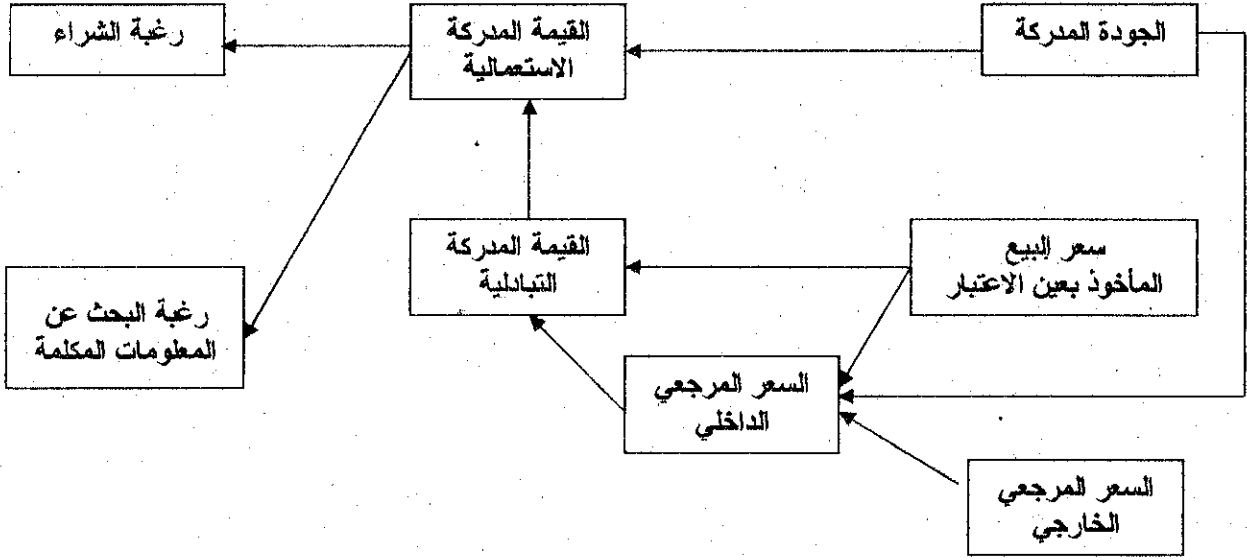 الجودة المدركة
القيمة المدركة
الاستعمالية
رغبة الشراء
سعر البيع
المأخوذ بعين الاعتبار
القيمة المدركة
التبادلية
رغبة البحث عن
المعلومات المكلمة
السعر المرجعي
الداخلي
السعر المرجعي
الخارجي